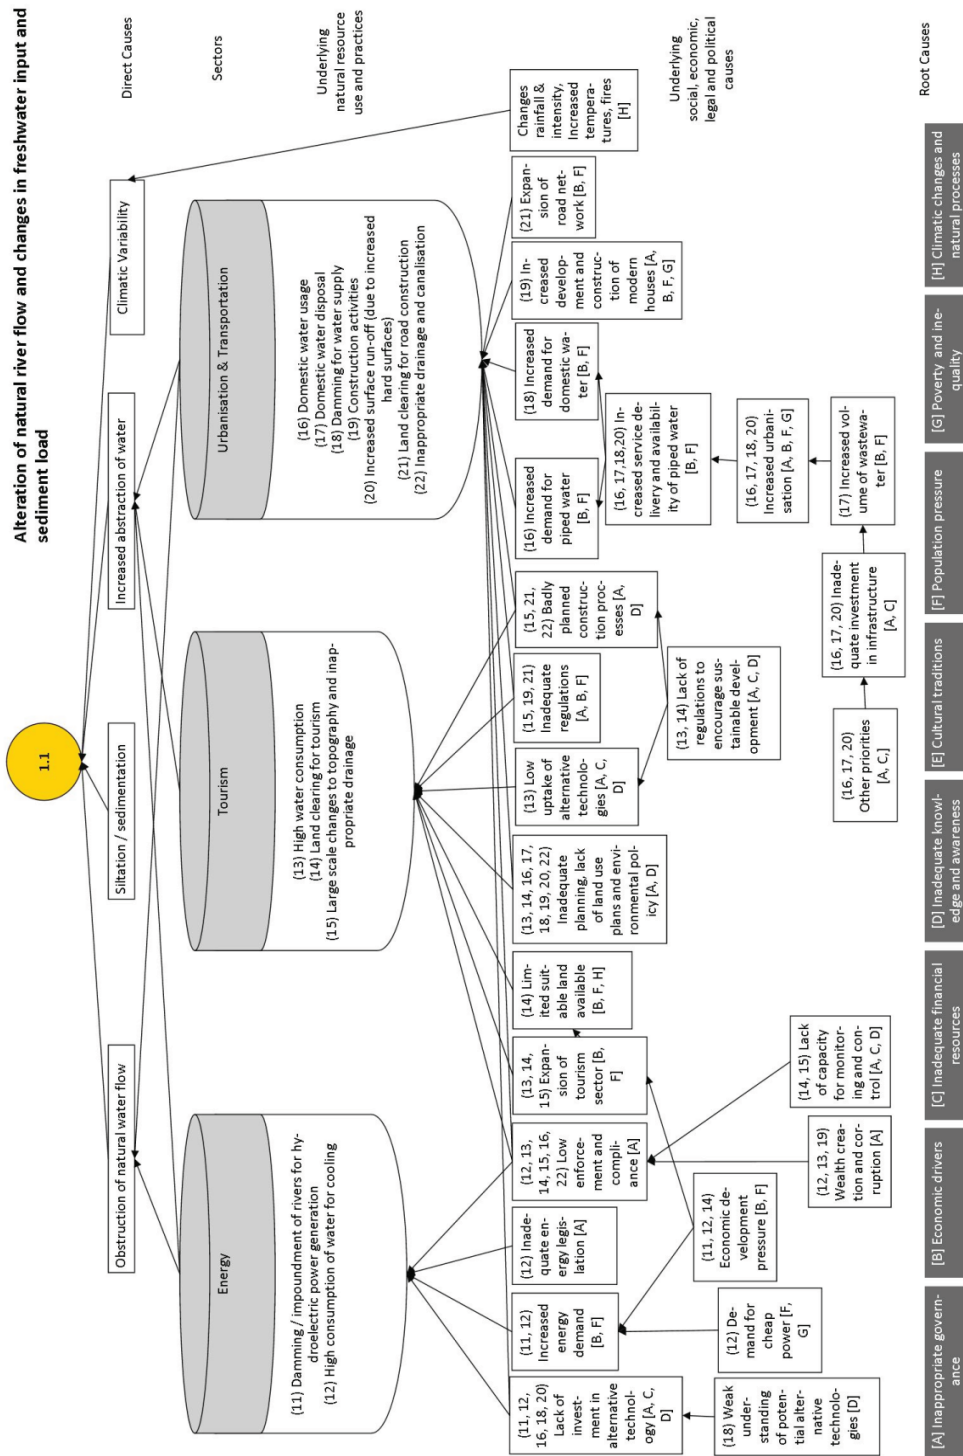 Alteration of natural river flow and changes in freshwater input and
sediment load
1.1
Direct Causes
Obstruction of natural water flow
Siltation / sedimentation
Increased abstraction of water
Climatic Variability
Sectors
Energy
Tourism
Urbanisation & Transportation
Underlying
natural resource
use and practices
(11) Damming / impoundment of rivers for hy-
droelectric power generation
(12) High consumption of water for cooling
(13) High water consumption
(14) Land clearing for tourism
(15) Large scale changes to topography and inap-
propriate drainage
(16) Domestic water usage
(17) Domestic water disposal
(18) Damming for water supply
(19) Construction activities
(20) Increased surface run-off (due to increased
hard surfaces)
(21) Land clearing for road construction
(22) Inappropriate drainage and canalisation
Underlying
social, economic,
legal and political
causes
(11, 12,
16, 18, 20)
Lack of
invest-
ment in
alternative
technol-
ogy [A, C,
D]
(11, 12)
Increased
energy
demand
[B, F]
(12) Inade-
quate en-
ergy legis-
lation [A]
(12, 13,
14, 15, 16,
22) Low
enforce-
ment and
compli-
ance [A]
(13, 14,
15) Expan-
sion of
tourism
sector [B,
F]
(14) Lim-
ited suit-
able land
available
[B, F, H]
(13, 14, 16, 17,
18, 19, 20, 22)
Inadequate
planning, lack
of land use
plans and envi-
ronmental pol-
icy [A, D]
(13) Low
uptake of
alternative
technolo-
gies [A, C,
D]
(15, 19, 21)
Inadequate
regulations
[A, B, F]
(15, 21,
22) Badly
planned
construc-
tion proc-
esses [A,
D]
(16) Increased
demand for
piped water
[B, F]
(18) Increased
demand for
domestic wa-
ter [B, F]
(19) In-
creased
develop-
ment and
construc-
tion of
modern
houses [A,
B, F, G]
(21) Expan-
sion of
road net-
work [B, F]
Changes
rainfall &
intensity,
Increased
tempera-
tures, fires
[H]
(18) Weak
under-
standing
of poten-
tial alter-
native
technolo-
gies [D]
(12) De-
mand for
cheap
power [F,
G]
(11, 12, 14)
Economic de-
velopment
pressure [B, F]
(12, 13, 19)
Wealth crea-
tion and cor-
ruption [A]
(14, 15) Lack
of capacity
for monitor-
ing and con-
trol [A, C, D]
(13, 14) Lack of
regulations to
encourage sus-
tainable devel-
opment [A, C, D]
(16, 17,18,20) In-
creased service de-
livery and availabil-
ity of piped water
[B, F]
(16, 17, 18, 20)
Increased urbani-
sation [A, B, F, G]
(17) Increased vol-
ume of wastewa-
ter [B, F]
(16, 17, 20) Inade-
quate investment
in infrastructure
[A, C]
(16, 17, 20)
Other priorities
[A, C,]
Root Causes
[A] Inappropriate govern-
ance
[B] Economic drivers
[C] Inadequate financial
resources
[D] Inadequate knowl-
edge and awareness
[E] Cultural traditions
[F] Population pressure
[G] Poverty and ine-
quality
[H] Climatic changes and
natural processes